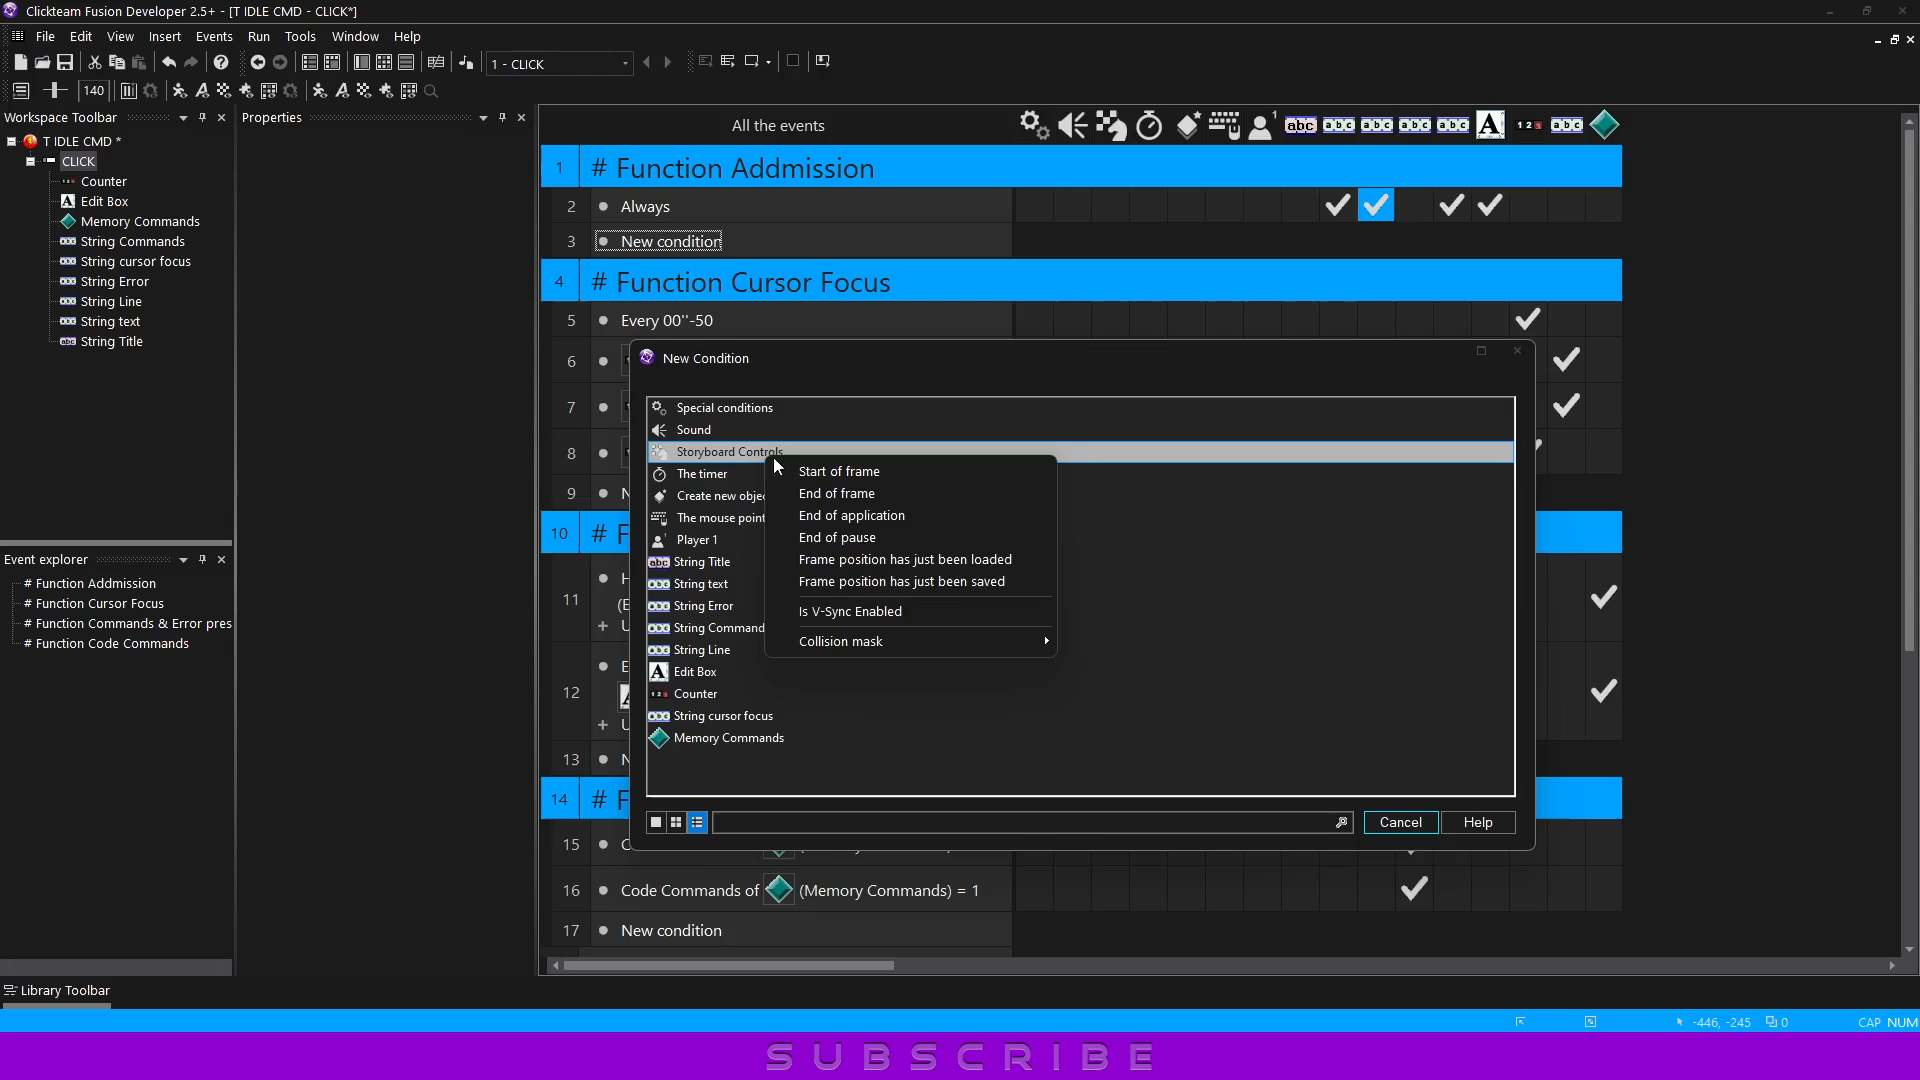 Clickteam Fusion Developer 2.5+ - [T IDLE CMD - CLICK*]
File Edit View Insert Events Run Tools Window Help
1 - CLICK
140
Workspace Toolbar
T IDLE CMD *
CLICK
Counter
Edit Box
Memory Commands
String Commands
String cursor focus
String Error
String Line
String text
String Title
Properties
Event explorer
# Function Addmission
# Function Cursor Focus
# Function Commands & Error pres
# Function Code Commands
All the events
1 # Function Addmission
2 Always
3 New condition
4 # Function Cursor Focus
5 Every 00''-50
6
7
8
9 N
10 # F
11 H
(E
+ U
12 E
+ U
13 N
14 # F
15 C
16 Code Commands of (Memory Commands) = 1
17 New condition
New Condition
Special conditions
Sound
Storyboard Controls
The timer
Create new objec
The mouse point
Player 1
String Title
String text
String Error
String Command
String Line
Edit Box
Counter
String cursor focus
Memory Commands
Start of frame
End of frame
End of application
End of pause
Frame position has just been loaded
Frame position has just been saved
Is V-Sync Enabled
Collision mask
Cancel
Help
Library Toolbar
-446, -245
0
CAP NUM
SUBSCRIBE